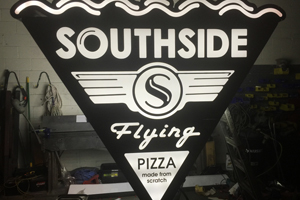 SOUTHSIDE
S
Flying
PIZZA
made from
scratch